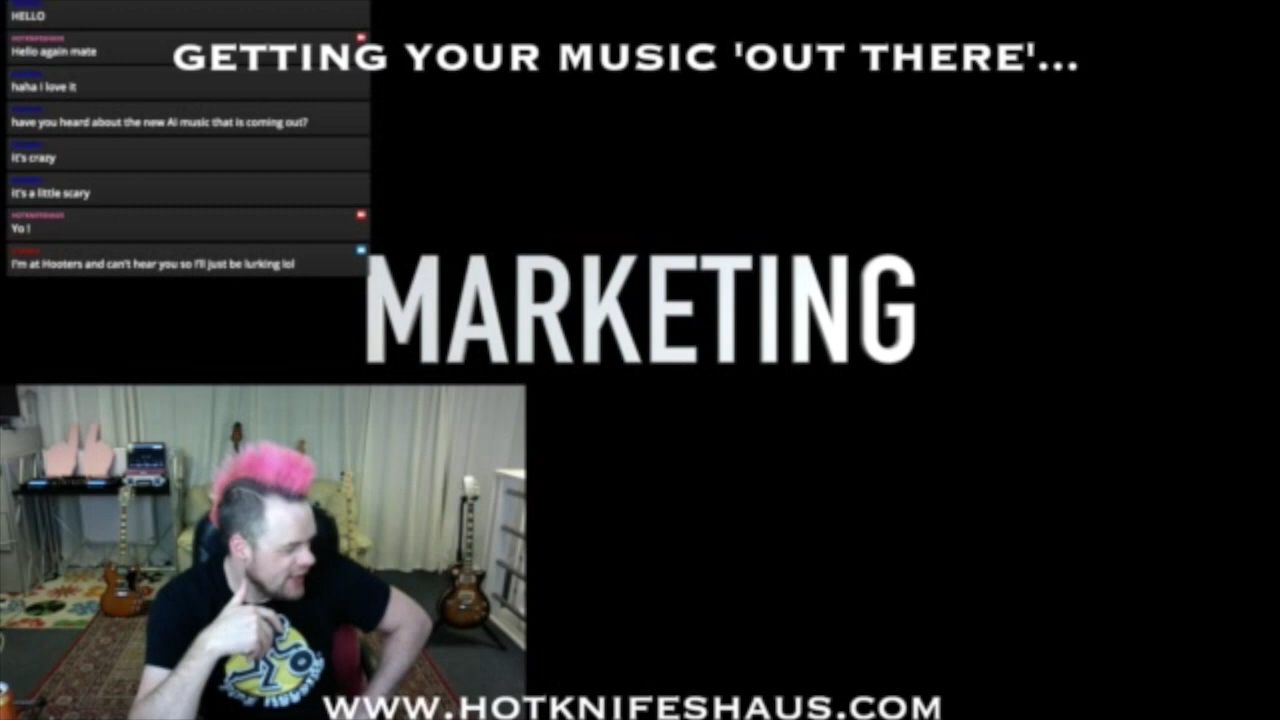 HELLO
HOTKNIFESHAUS
Hello again mate
GETTING YOUR MUSIC 'OUT THERE'...
haha I love it
have you heard about the new AI music that is coming out?
it's crazy
it's a little scary
HOTKNIFESHAUS
Yo !
I'm at Hooters and can't hear you so I'll just be lurking lol
MARKETING
WWW.HOTKNIFESHAUS.COM